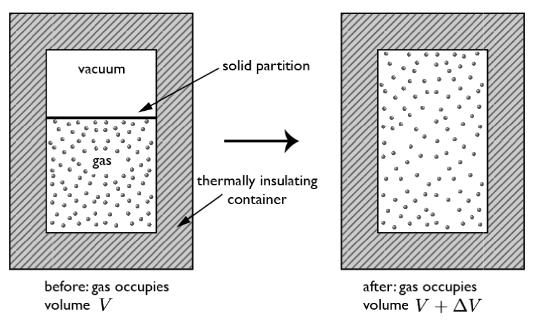 vacuum
solid partition
gas
thermally insulating
container
before: gas occupies
volume V
after: gas occupies
volume V + ΔV